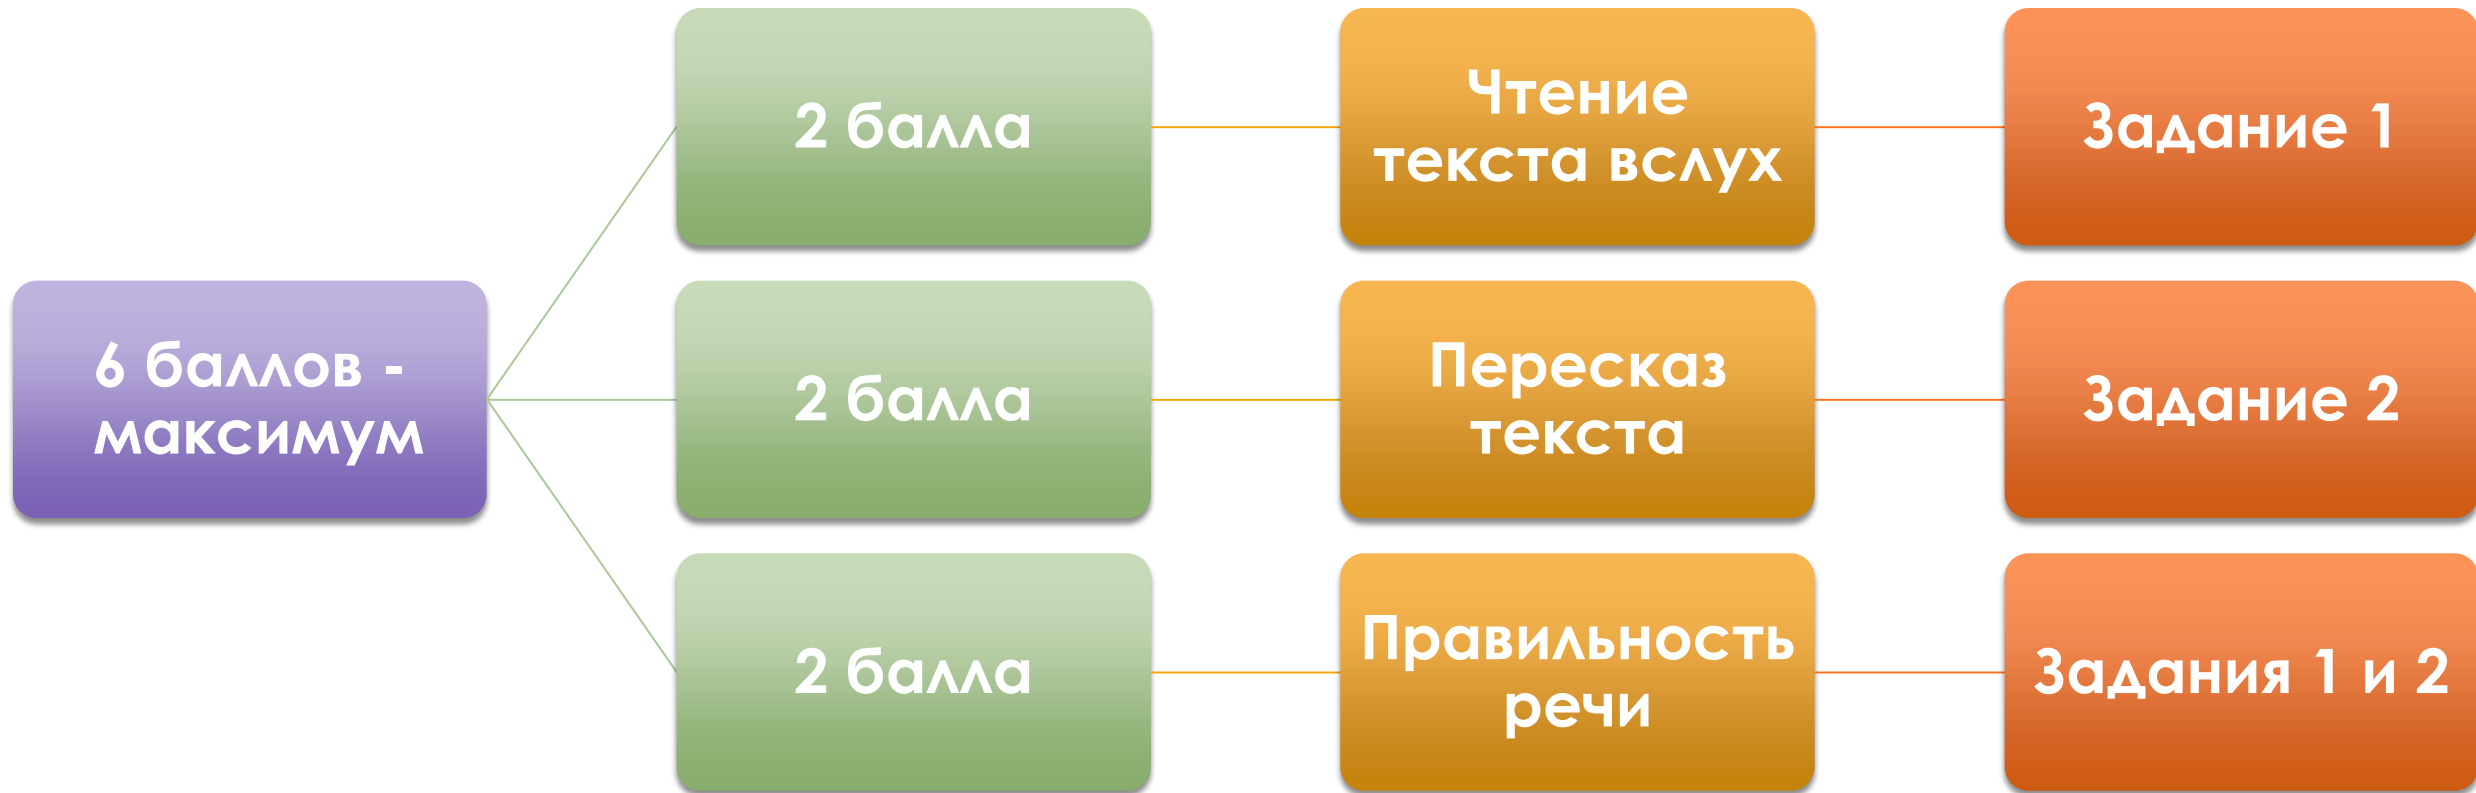 6 баллов -
максимум
2 балла
Чтение
текста вслух
Задание 1
2 балла
Пересказ
текста
Задание 2
2 балла
Правильность
речи
Задания 1 и 2